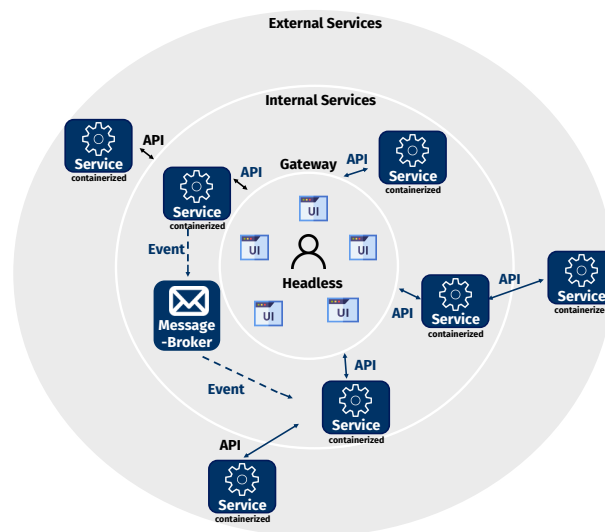 External Services
Internal Services
API
Service
containerized
API
Service
containerized
Gateway
API
Service
containerized
UI
UI
UI
Headless
UI
UI
Event
Message
-Broker
Event
API
Service
containerized
API
Service
containerized
API
Service
containerized
API
Service
containerized